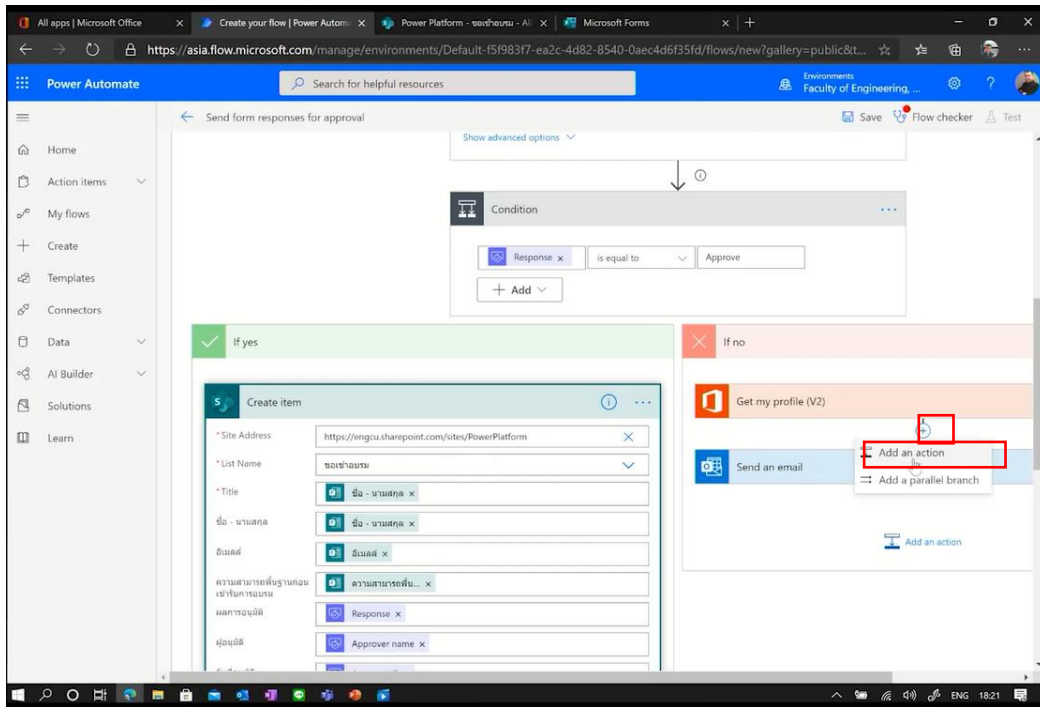 All apps | Microsoft Office
Create your flow | Power Autom
Power Platform - ขอเข้าอบรม - Al
Microsoft Forms
https://asia.flow.microsoft.com/manage/environments/Default-f5f983f7-ea2c-4d82-8540-0aec4d6f35fd/flows/new?gallery=public&t...
Power Automate
Search for helpful resources
Environments
Faculty of Engineering, ...
Send form responses for approval
Save
Flow checker
Test
Home
Action items
My flows
Create
Templates
Connectors
Data
AI Builder
Solutions
Learn
Show advanced options
Condition
Response x
is equal to
Approve
+ Add
If yes
Create item
* Site Address
https://engcu.sharepoint.com/sites/PowerPlatform
* List Name
ขอเข้าอบรม
* Title
ชื่อ - นามสกุล x
ชื่อ - นามสกุล
ชื่อ - นามสกุล x
อีเมลล์
อีเมลล์ x
ความสามารถพื้นฐานก่อน
เข้ารับการอบรม
ความสามารถพื้น... x
ผลการอนุมัติ
Response x
ผู้อนุมัติ
Approver name x
If no
Get my profile (V2)
Add an action
Add a parallel branch
Send an email
Add an action
ENG
18:21